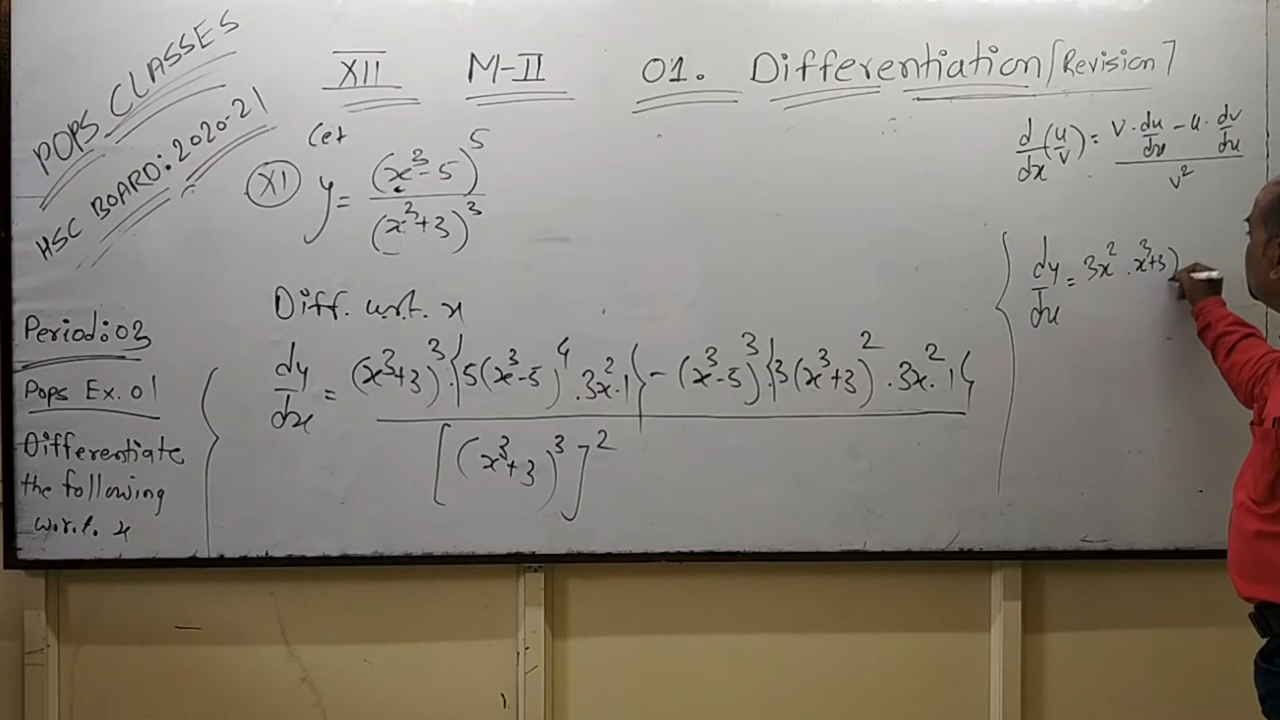 POPS CLASSES
HSC BOARD: 2020-21
XII M-II 01. Differentiation [Revision]
Let
(XI) y = (x³-5)⁵ / (x³+3)³
d/dx (u/v) = v·du/dx - u·dv/dx / v²
Diff. w.r.t. x
dy/dx = (x³+3)³·{5(x³-5)⁴·3x²·1} - (x³-5)³·{3(x³+3)²·3x²·1} / [(x³+3)³]²
dy/dx = 3x²·x³+3)
Period: 03
Pops Ex. 01
Differentiate
the following
w.r.t. x